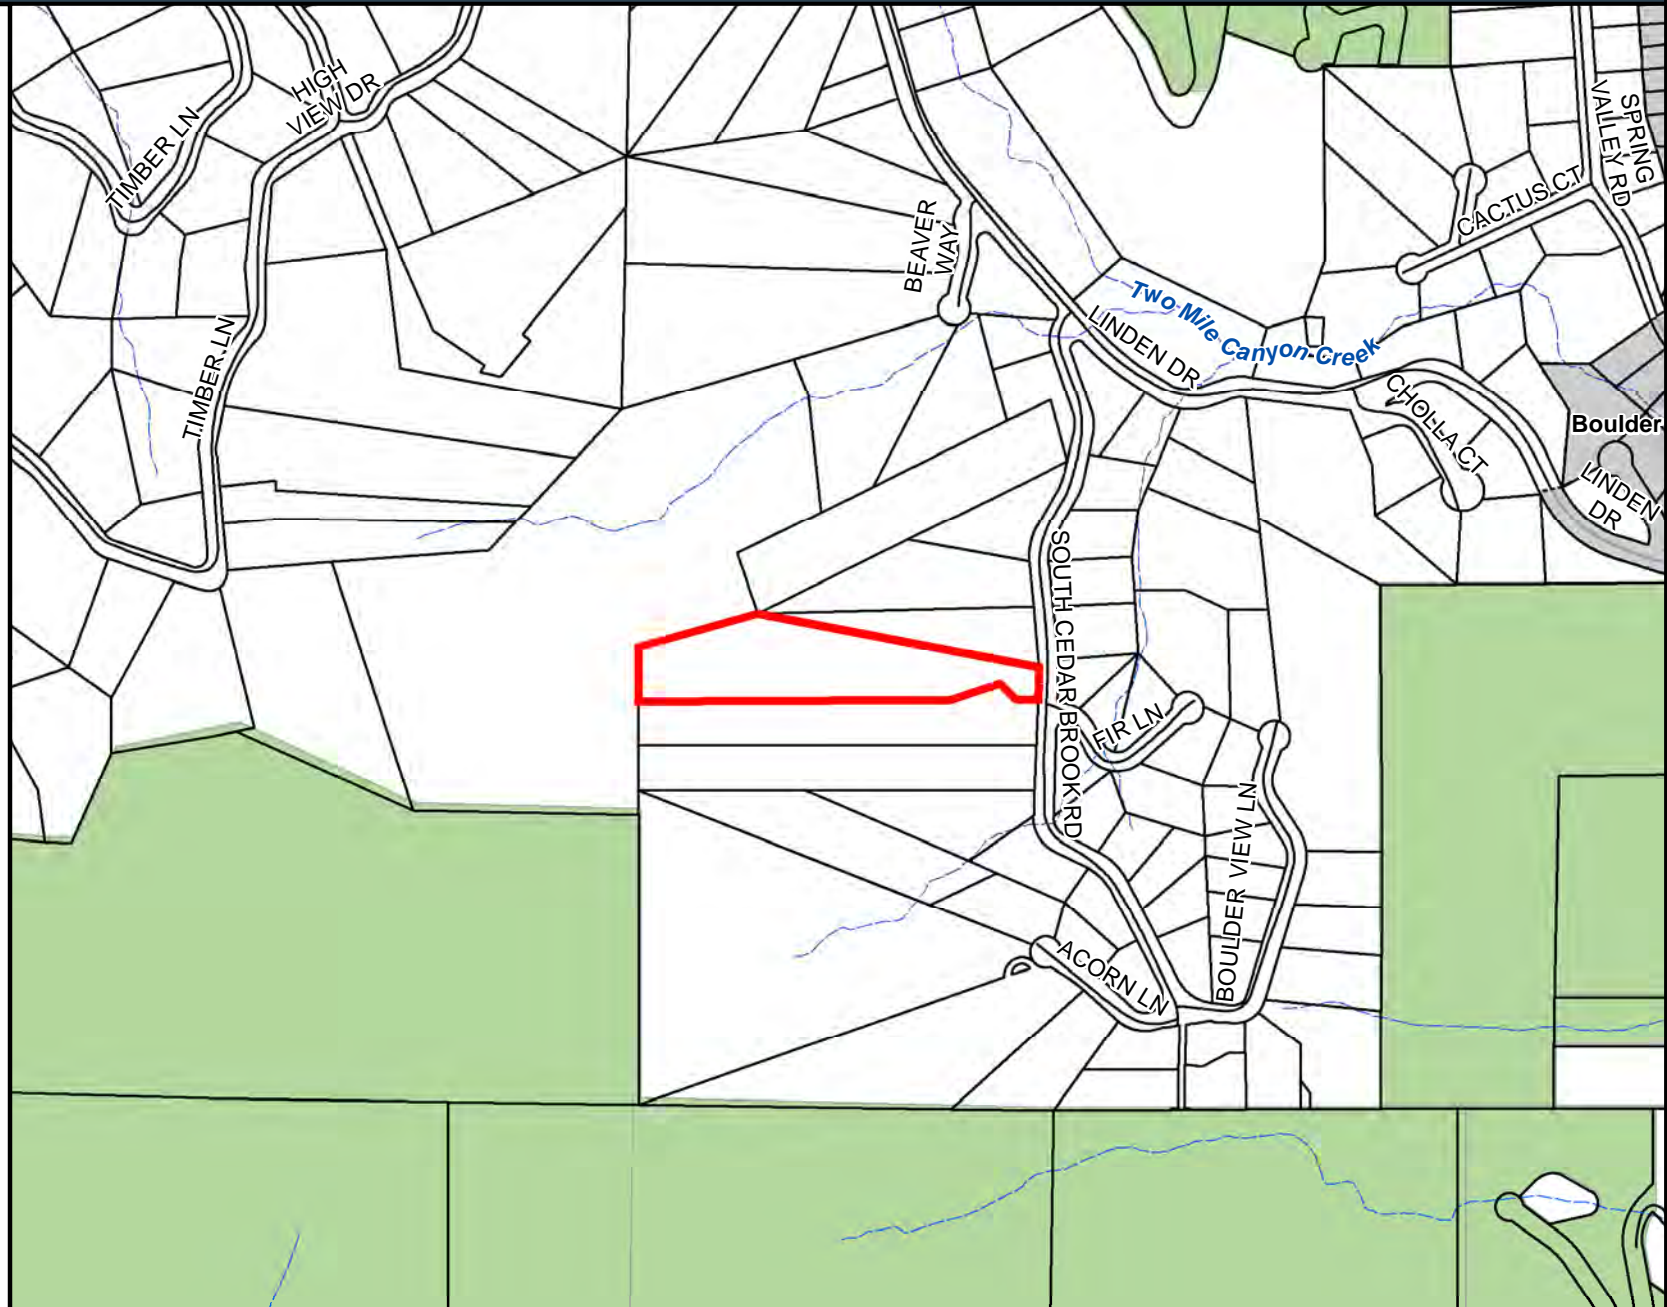 HIGH
VIEW DR
TIMBER LN
SPRING
VALLEY RD
CACTUS CT
BEAVER
WAY
Two Mile Canyon Creek
LINDEN DR
TIMBER LN
CHOLLA CT
Boulder
LINDEN
DR
SOUTH CEDAR BROOK RD
FIR LN
BOULDER VIEW LN
ACORN LN